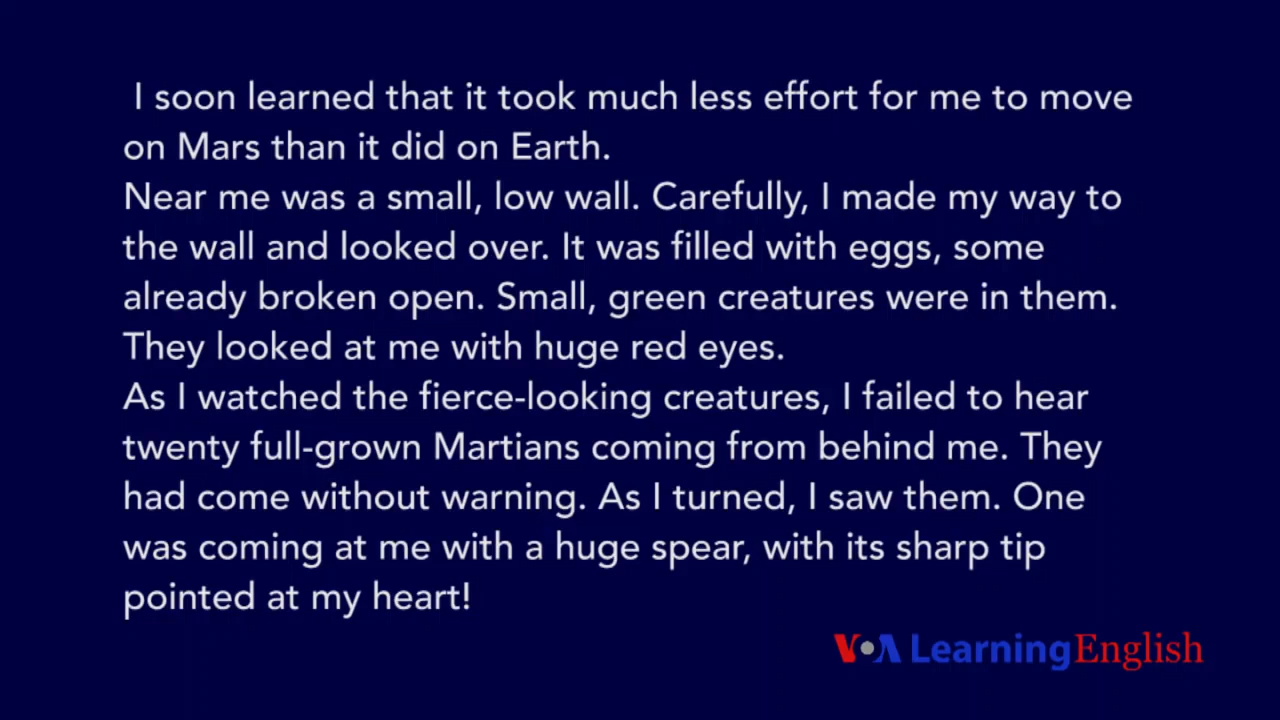 I soon learned that it took much less effort for me to move
on Mars than it did on Earth.
Near me was a small, low wall. Carefully, I made my way to
the wall and looked over. It was filled with eggs, some
already broken open. Small, green creatures were in them.
They looked at me with huge red eyes.
As I watched the fierce-looking creatures, I failed to hear
twenty full-grown Martians coming from behind me. They
had come without warning. As I turned, I saw them. One
was coming at me with a huge spear, with its sharp tip
pointed at my heart!
VOA Learning English